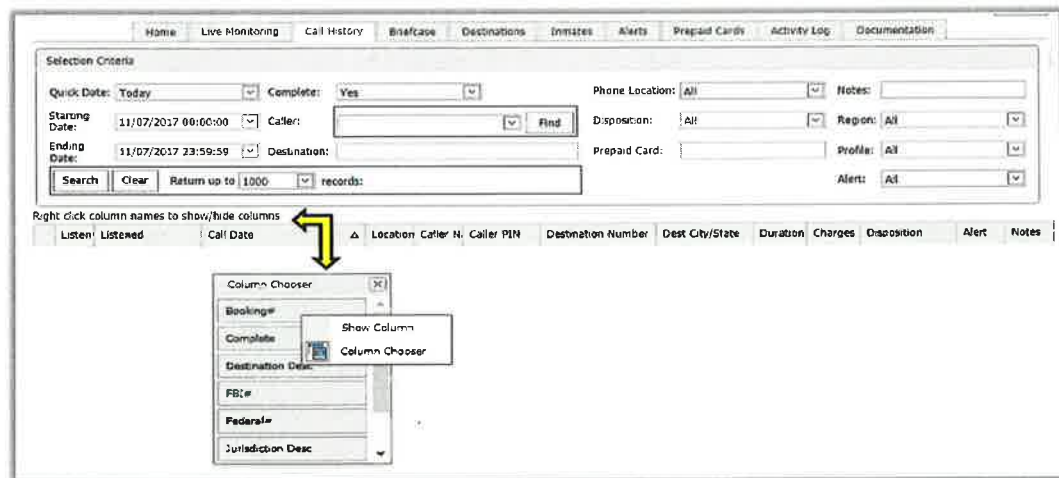 Home Live Monitoring Call History Briefcase Destinations Inmates Alerts Prepaid Cards Activity Log Documentation
Selection Criteria
Quick Date: Today Complete: Yes Phone Location: All Notes:
Starting Date: 11/07/2017 00:00:00 Caller: Find Disposition: All Region: All
Ending Date: 11/07/2017 23:59:59 Destination: Prepaid Card: Profile: All
Search Clear Return up to 1000 records: Alert: All
Right click column names to show/hide columns
Listen Listened Call Date Location Caller N. Caller PIN Destination Number Dest City/State Duration Charges Disposition Alert Notes
Column Chooser
Booking#
Show Column
Complete
Column Chooser
Destination Desc
FBI#
Federal#
Jurisdiction Desc